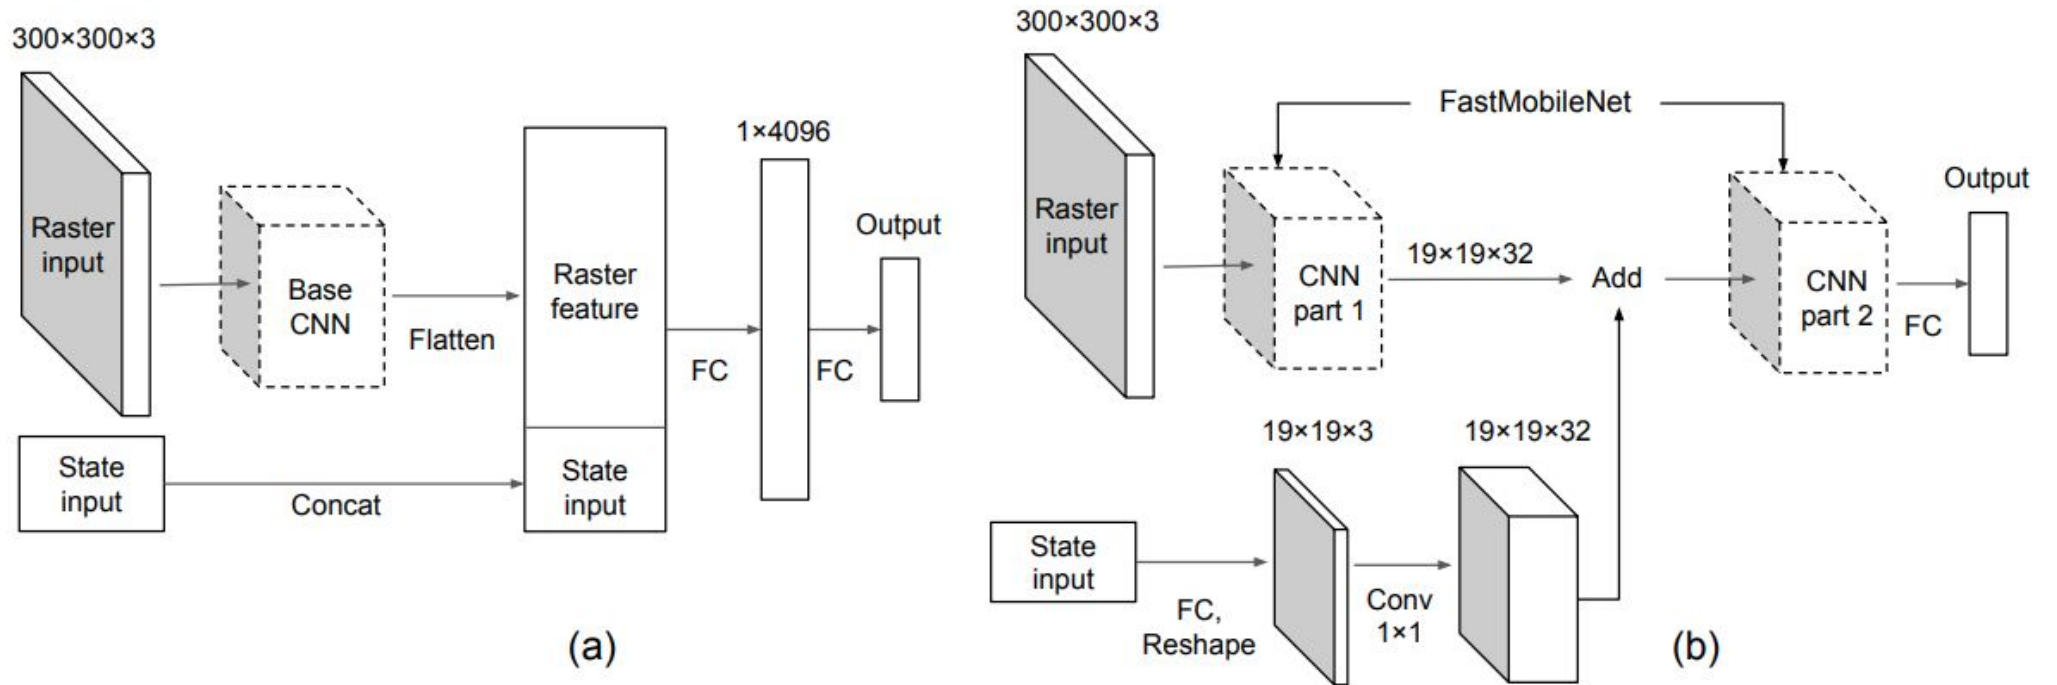 300×300×3
Raster
input
Base
CNN
Flatten
State
input
Concat
Raster
feature
State
input
FC
1×4096
FC
Output
(a)
300×300×3
Raster
input
FastMobileNet
CNN
part 1
19×19×32
Add
CNN
part 2
FC
Output
State
input
FC,
Reshape
19×19×3
Conv
1×1
19×19×32
(b)